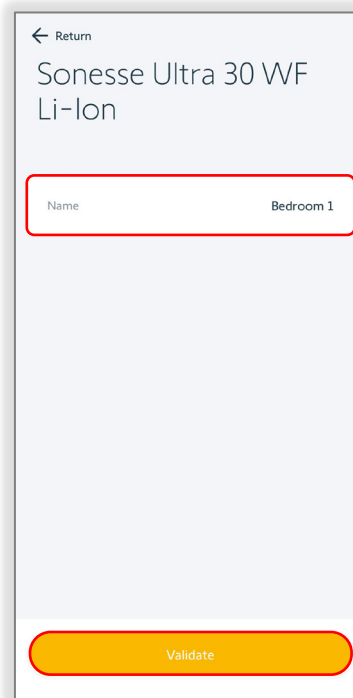 ← Return
Sonesse Ultra 30 WF
Li-Ion
Name Bedroom 1
Validate